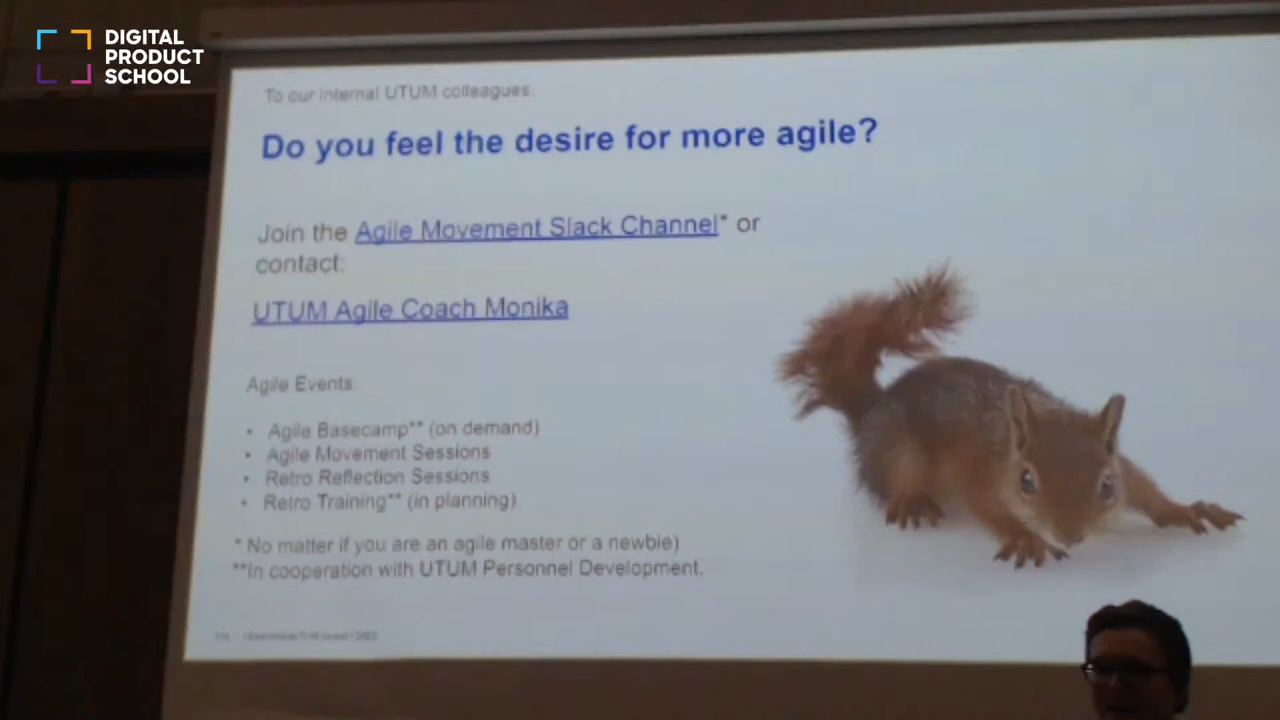 DIGITAL
PRODUCT
SCHOOL
To our internal UTUM colleagues:
Do you feel the desire for more agile?
Join the Agile Movement Slack Channel* or
contact:
UTUM Agile Coach Monika
Agile Events:
• Agile Basecamp** (on demand)
• Agile Movement Sessions
• Retro Reflection Sessions
• Retro Training** (in planning)
* No matter if you are an agile master or a newbie)
**In cooperation with UTUM Personnel Development.